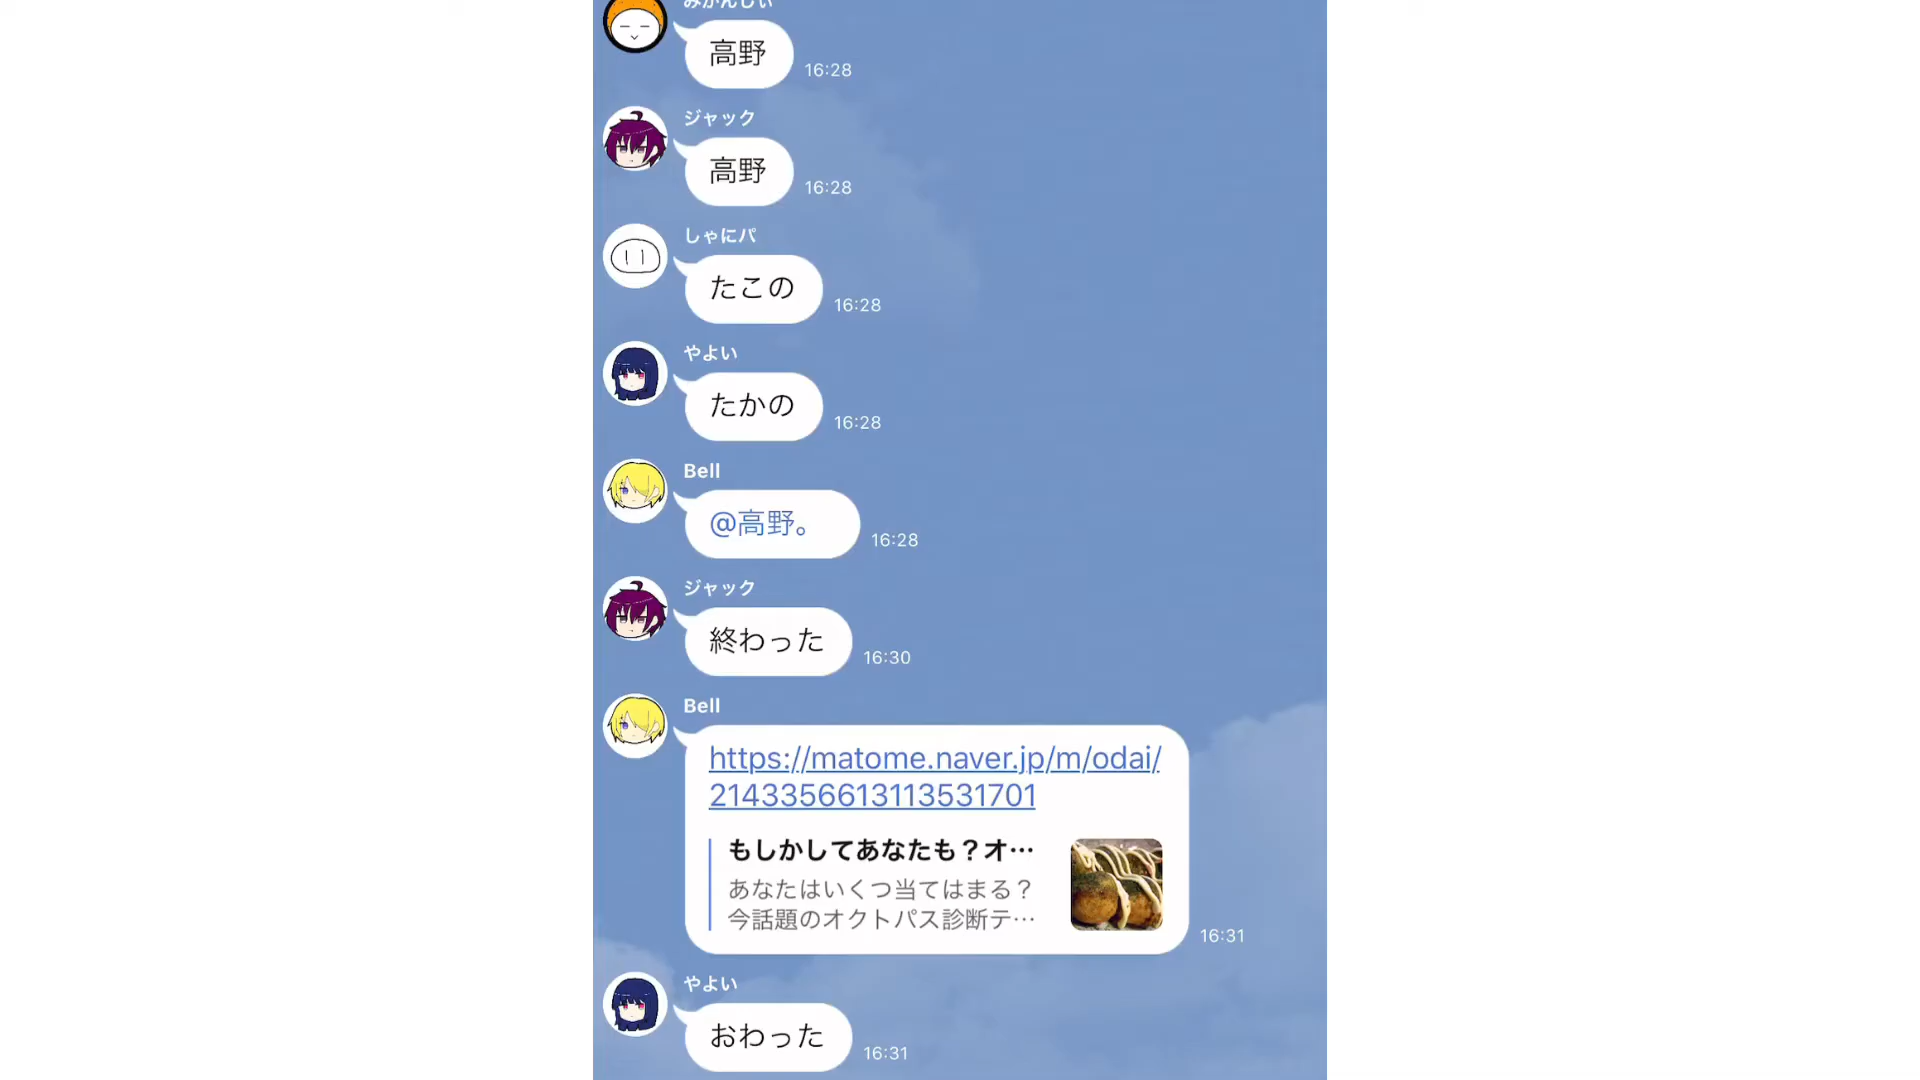 みかんせい
高野
16:28
ジャック
高野
16:28
しゃにパ
たこの
16:28
やよい
たかの
16:28
Bell
@高野。
16:28
ジャック
終わった
16:30
Bell
https://matome.naver.jp/m/odai/
2143356613113531701
もしかしてあなたも？オ…
あなたはいくつ当てはまる？
今話題のオクトパス診断テ…
16:31
やよい
おわった
16:31